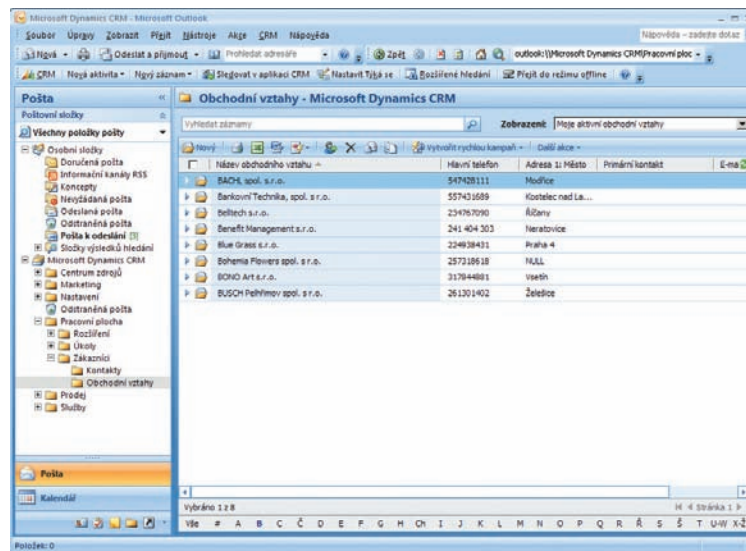 Microsoft Dynamics CRM - Microsoft Outlook
Soubor Úpravy Zobrazit Přejít Nástroje Akce CRM Nápověda Nápověda – zadejte dotaz
Nový Odeslat a přijmout Prohledat adresáře Zpět outlook:\\Microsoft Dynamics CRM\Pracovní ploc
CRM Nová aktivita Nový záznam Sledovat v aplikaci CRM Nastavit Týká se Rozšířené hledání Přejít do režimu offline
Pošta «
Obchodní vztahy - Microsoft Dynamics CRM
Poštovní složky
Všechny položky pošty
Osobní složky
Doručená pošta
Informační kanály RSS
Koncepty
Nevyžádaná pošta
Odeslaná pošta
Odstraněná pošta
Pošta k odeslání [3]
Složky výsledků hledání
Microsoft Dynamics CRM
Centrum zdrojů
Marketing
Nastavení
Odstraněná pošta
Pracovní plocha
Rozšíření
Úkoly
Zákazníci
Kontakty
Obchodní vztahy
Prodej
Služby
Pošta
Kalendář
Položek: 0
Vyhledat záznamy Zobrazení: Moje aktivní obchodní vztahy
Nový Vytvořit rychlou kampaň Další akce
Název obchodního vztahu Hlavní telefon Adresa 1: Město Primární kontakt E-ma
BACHL spol. s.r.o. 547428111 Modřice
Bankovní Technika, spol. s r.o. 557431689 Kostelec nad La...
Belltech s.r.o. 234767090 Říčany
Benefit Management s.r.o. 241 404 303 Neratovice
Blue Grass s.r.o. 224938431 Praha 4
Bohemia Flowers spol. s r.o. 257318618 NULL
BONO Art s.r.o. 317944881 Vsetín
BUSCH Pelhřimov spol. s r.o. 261301402 Želešice
Vybráno 1 z 8 Stránka 1
Vše # A B C Č D E F G H Ch I J K L M N O P Q R Ř S Š T U-W X-Ž